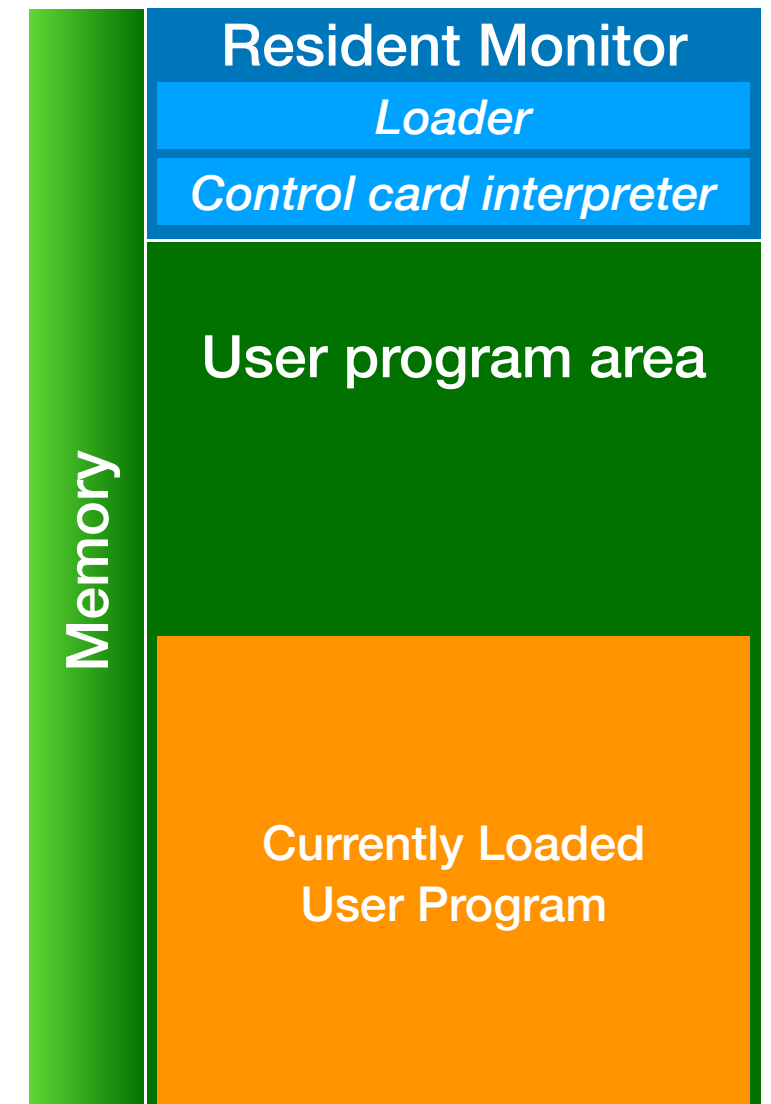 Resident Monitor
Loader
Control card interpreter
User program area
Memory
Currently Loaded
User Program